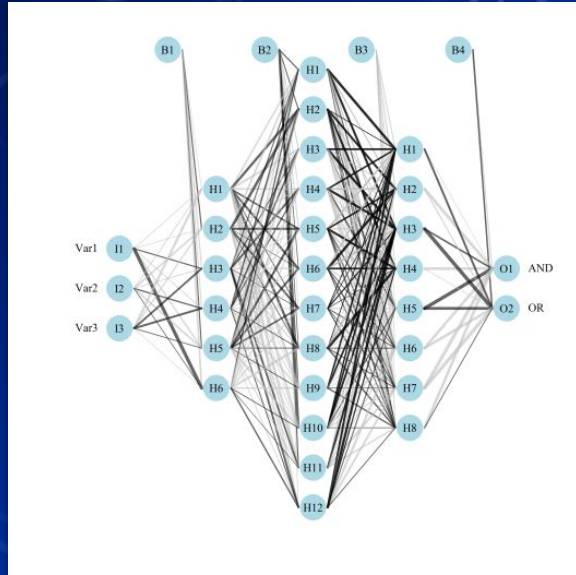 B1 B2 B3 B4
H1
H2
H3 H1
H1 H4 H2
Var1 I1 H2 H5 H3
Var2 I2 H3 H6 H4 O1 AND
Var3 I3 H4 H7 H5 O2 OR
H5 H8 H6
H6 H9 H7
H10 H8
H11
H12